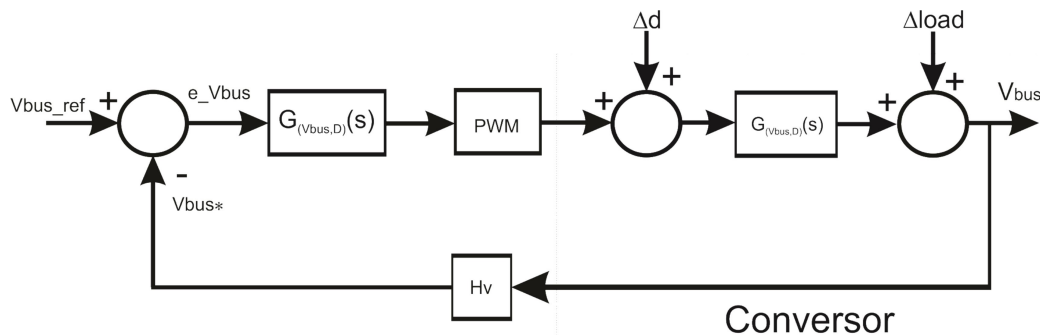 Δd
Δload
Vbus_ref
+
e_Vbus
G(Vbus,D)(s)
PWM
+
+
G(Vbus,D)(s)
+
+
Vbus
-
Vbus*
Hv
Conversor